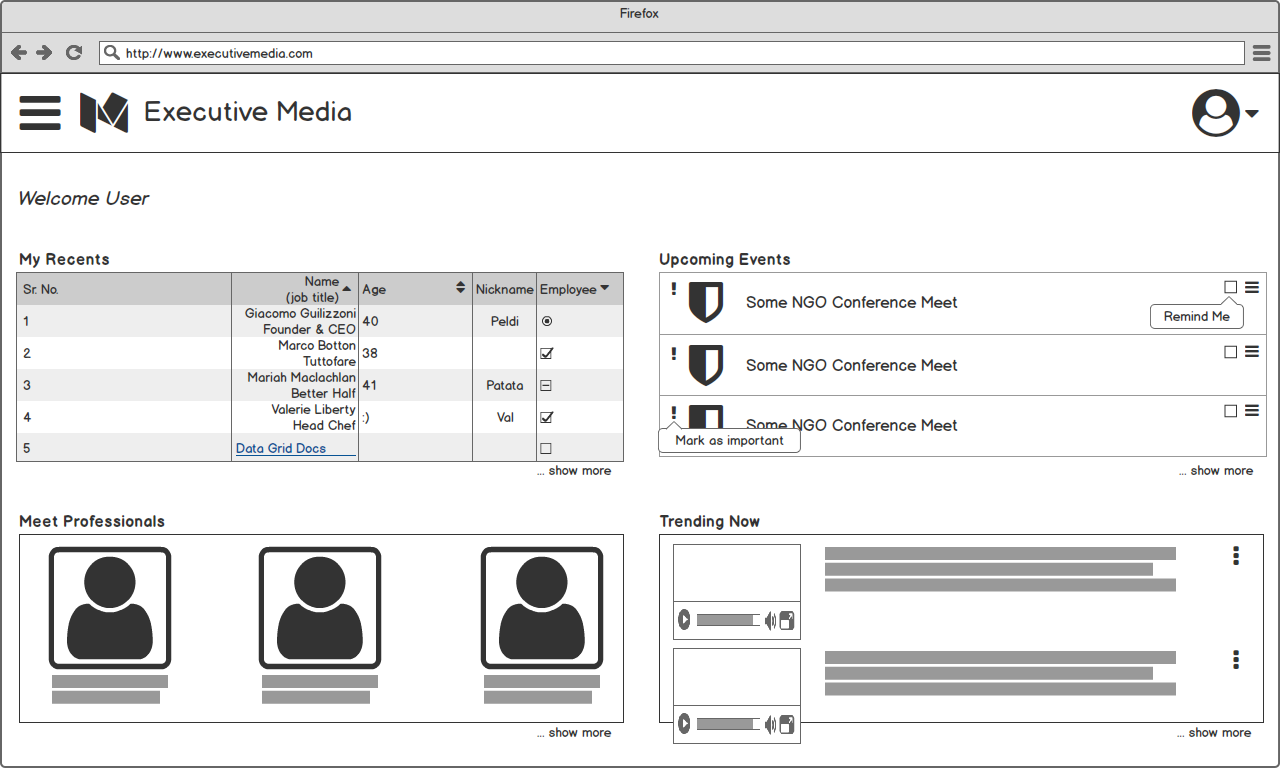 Firefox
http://www.executivemedia.com
Executive Media
Welcome User
My Recents
Sr. No.
Name
(job title)
Age
Nickname
Employee
1
Giacomo Guilizzoni
Founder & CEO
40
Peldi
2
Marco Botton
Tuttofare
38
3
Mariah Maclachlan
Better Half
41
Patata
4
Valerie Liberty
Head Chef
:)
Val
5
Data Grid Docs
... show more
Upcoming Events
! Some NGO Conference Meet
Remind Me
! Some NGO Conference Meet
! Some NGO Conference Meet
Mark as important
... show more
Meet Professionals
... show more
Trending Now
... show more